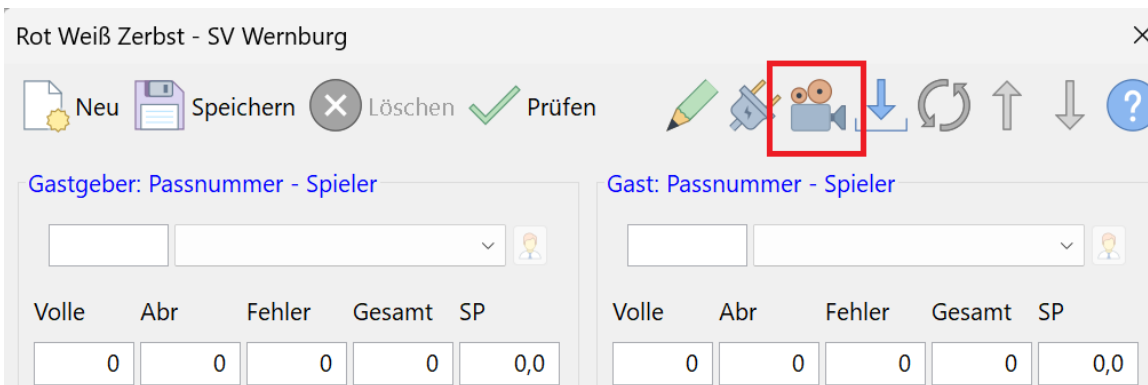 Rot Weiß Zerbst - SV Wernburg
Neu Speichern Löschen Prüfen ?
Gastgeber: Passnummer - Spieler Gast: Passnummer - Spieler
Volle Abr Fehler Gesamt SP Volle Abr Fehler Gesamt SP
0 0 0 0 0,0 0 0 0 0 0,0